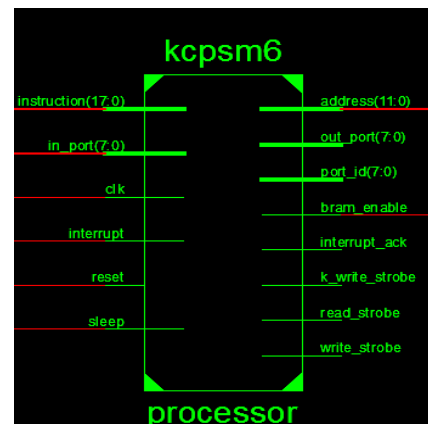 kcpsm6
instruction(17:0)
address(11:0)
out_port(7:0)
in_port(7:0)
port_id(7:0)
clk
bram_enable
interrupt
interrupt_ack
reset
k_write_strobe
sleep
read_strobe
write_strobe
processor